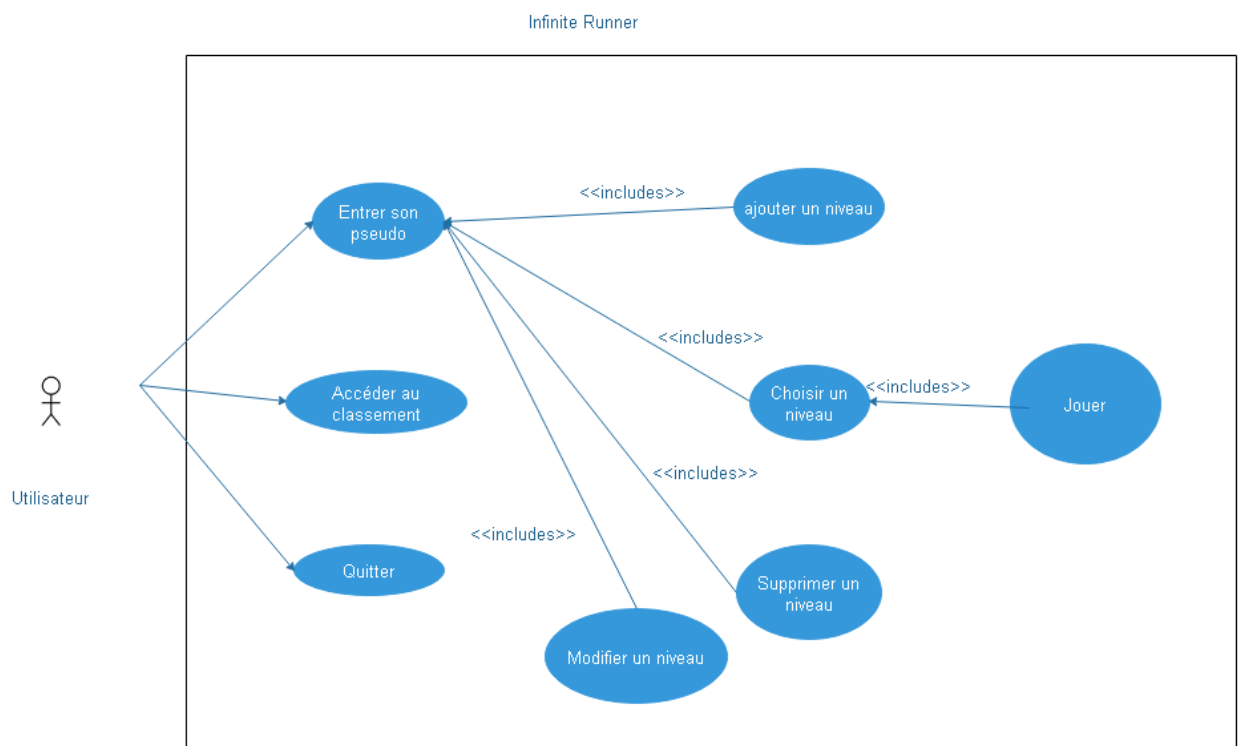 Infinite Runner
<<includes>>
ajouter un niveau
Entrer son
pseudo
<<includes>>
<<includes>>
Accéder au
classement
Choisir un
niveau
Jouer
<<includes>>
Utilisateur
<<includes>>
Quitter
Supprimer un
niveau
Modifier un niveau